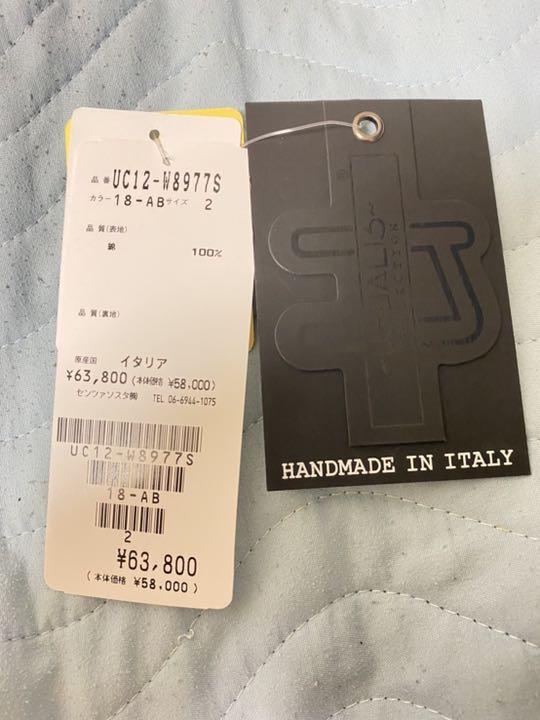 品番 UC12-W8977S
カラー 18-AB サイズ 2
品質(表地)
綿 100%
品質(裏地)
原産国 イタリア
¥63,800 (本体価格 ¥58,000)
センツァソスタ㈱ TEL 06-6944-1075
UC12-W8977S
18-AB
2
¥63,800
(本体価格 ¥58,000)
HANDMADE IN ITALY